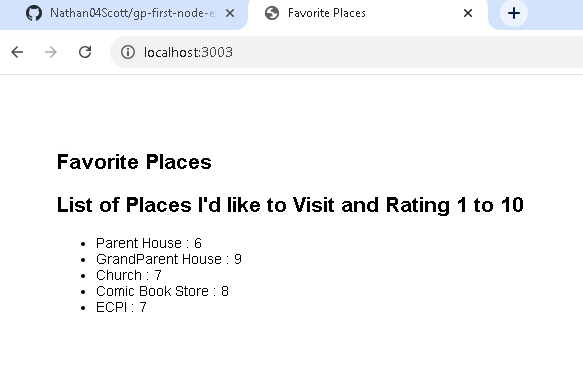 Nathan04Scott/gp-first-node-e
Favorite Places
localhost:3003
Favorite Places
List of Places I'd like to Visit and Rating 1 to 10
Parent House : 6
GrandParent House : 9
Church : 7
Comic Book Store : 8
ECPI : 7